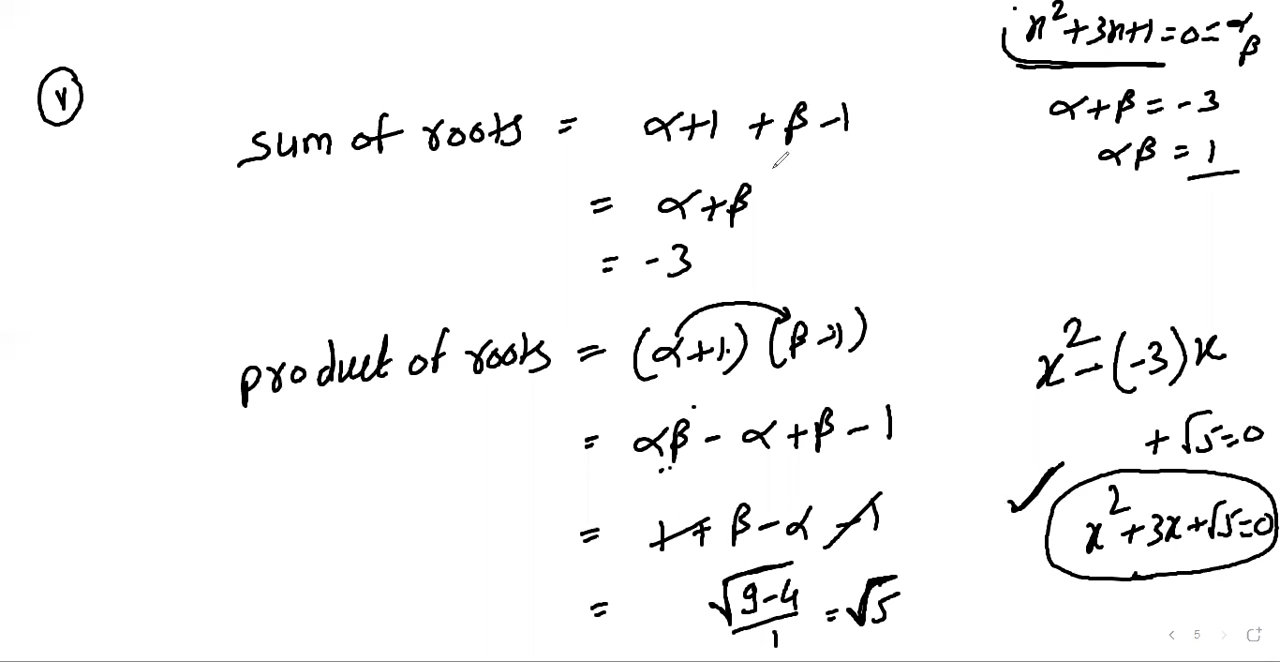 x²+3x+1=0=α
β
α+β = -3
αβ = 1
v
sum of roots = α+1 + β-1
= α+β
= -3
product of roots = (α+1) (β-1)
= αβ - α + β - 1
= 1 + β - α - 1
= √(9-4)/1 = √5
x² - (-3)x
+ √5=0
x²+3x+√5=0
5